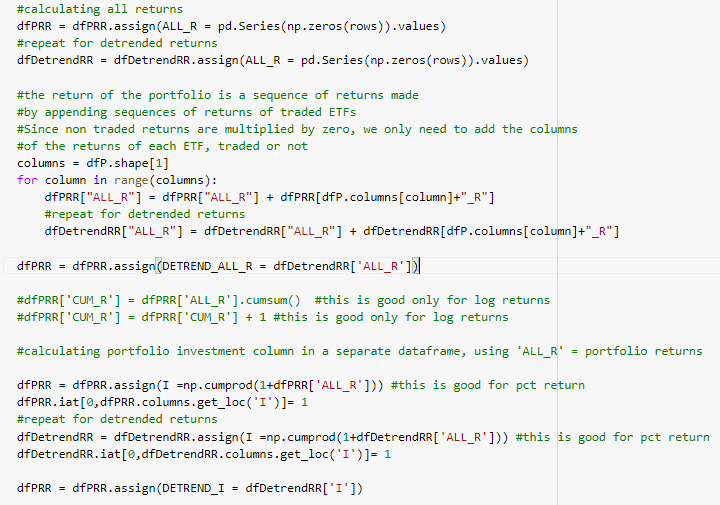 #calculating all returns
dfPRR = dfPRR.assign(ALL_R = pd.Series(np.zeros(rows)).values)
#repeat for detrended returns
dfDetrendRR = dfDetrendRR.assign(ALL_R = pd.Series(np.zeros(rows)).values)
#the return of the portfolio is a sequence of returns made
#by appending sequences of returns of traded ETFs
#Since non traded returns are multiplied by zero, we only need to add the columns
#of the returns of each ETF, traded or not
columns = dfP.shape[1]
for column in range(columns):
    dfPRR["ALL_R"] = dfPRR["ALL_R"] + dfPRR[dfP.columns[column]+"_R"]
    #repeat for detrended returns
    dfDetrendRR["ALL_R"] = dfDetrendRR["ALL_R"] + dfDetrendRR[dfP.columns[column]+"_R"]
dfPRR = dfPRR.assign(DETREND_ALL_R = dfDetrendRR['ALL_R'])
#dfPRR['CUM_R'] = dfPRR['ALL_R'].cumsum()  #this is good only for log returns
#dfPRR['CUM_R'] = dfPRR['CUM_R'] + 1 #this is good only for log returns
#calculating portfolio investment column in a separate dataframe, using 'ALL_R' = portfolio returns
dfPRR = dfPRR.assign(I =np.cumprod(1+dfPRR['ALL_R'])) #this is good for pct return
dfPRR.iat[0,dfPRR.columns.get_loc('I')]= 1
#repeat for detrended returns
dfDetrendRR = dfDetrendRR.assign(I =np.cumprod(1+dfDetrendRR['ALL_R'])) #this is good for pct return
dfDetrendRR.iat[0,dfDetrendRR.columns.get_loc('I')]= 1
dfPRR = dfPRR.assign(DETREND_I = dfDetrendRR['I'])